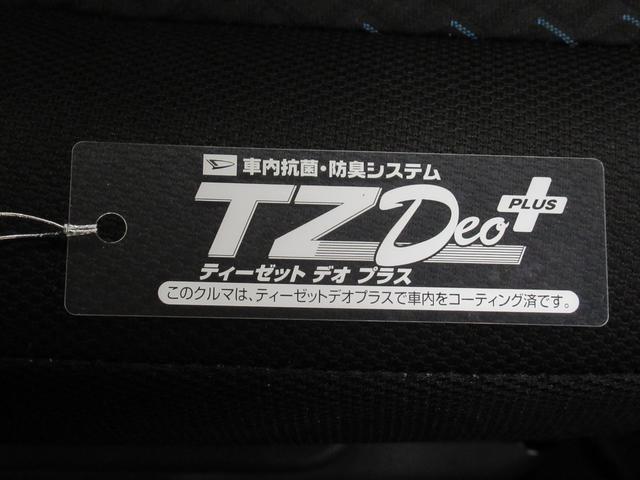 車内抗菌・防臭システム
TZ Deo PLUS
ティーゼット デオ プラス
このクルマは、ティーゼットデオプラスで車内をコーティング済です。